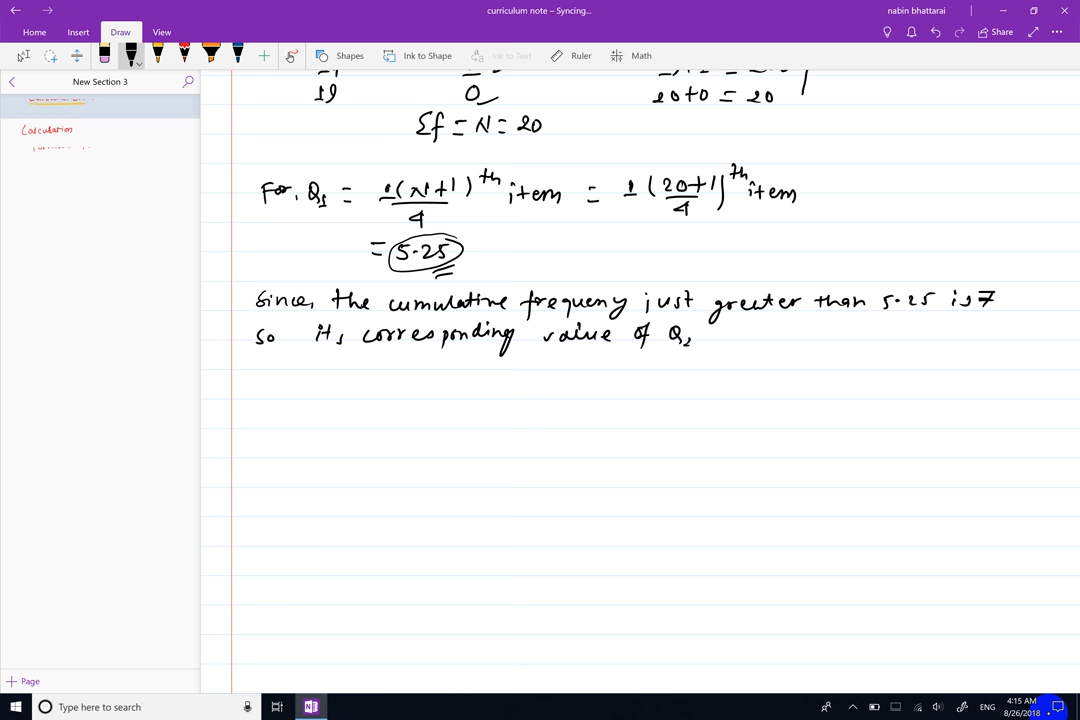 curriculum note – Syncing...
nabin bhattarai
Home Insert Draw View
Share
Shapes Ink to Shape Ink to Text Ruler Math
New Section 3
Calculation
19 0 20+0 = 20
Σf = N = 20
For, Q1 = 1(N+1)/4 th item = 1(20+1)/4 th item
= 5.25
Since, the cumulative frequeny just greater than 5.25 is 7
so its corresponding value of Q1
+ Page
Type here to search
ENG
4:15 AM
8/26/2018